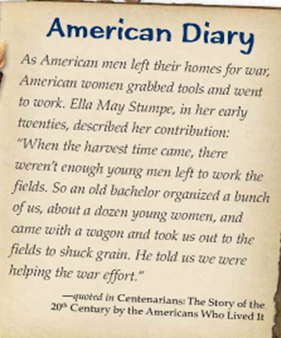 American Diary
As American men left their homes for war,
American women grabbed tools and went
to work. Ella May Stumpe, in her early
twenties, described her contribution:
“When the harvest time came, there
weren’t enough young men left to work the
fields. So an old bachelor organized a bunch
of us, about a dozen young women, and
came with a wagon and took us out to the
fields to shuck grain. He told us we were
helping the war effort.”
—quoted in Centenarians: The Story of the
20th Century by the Americans Who Lived It